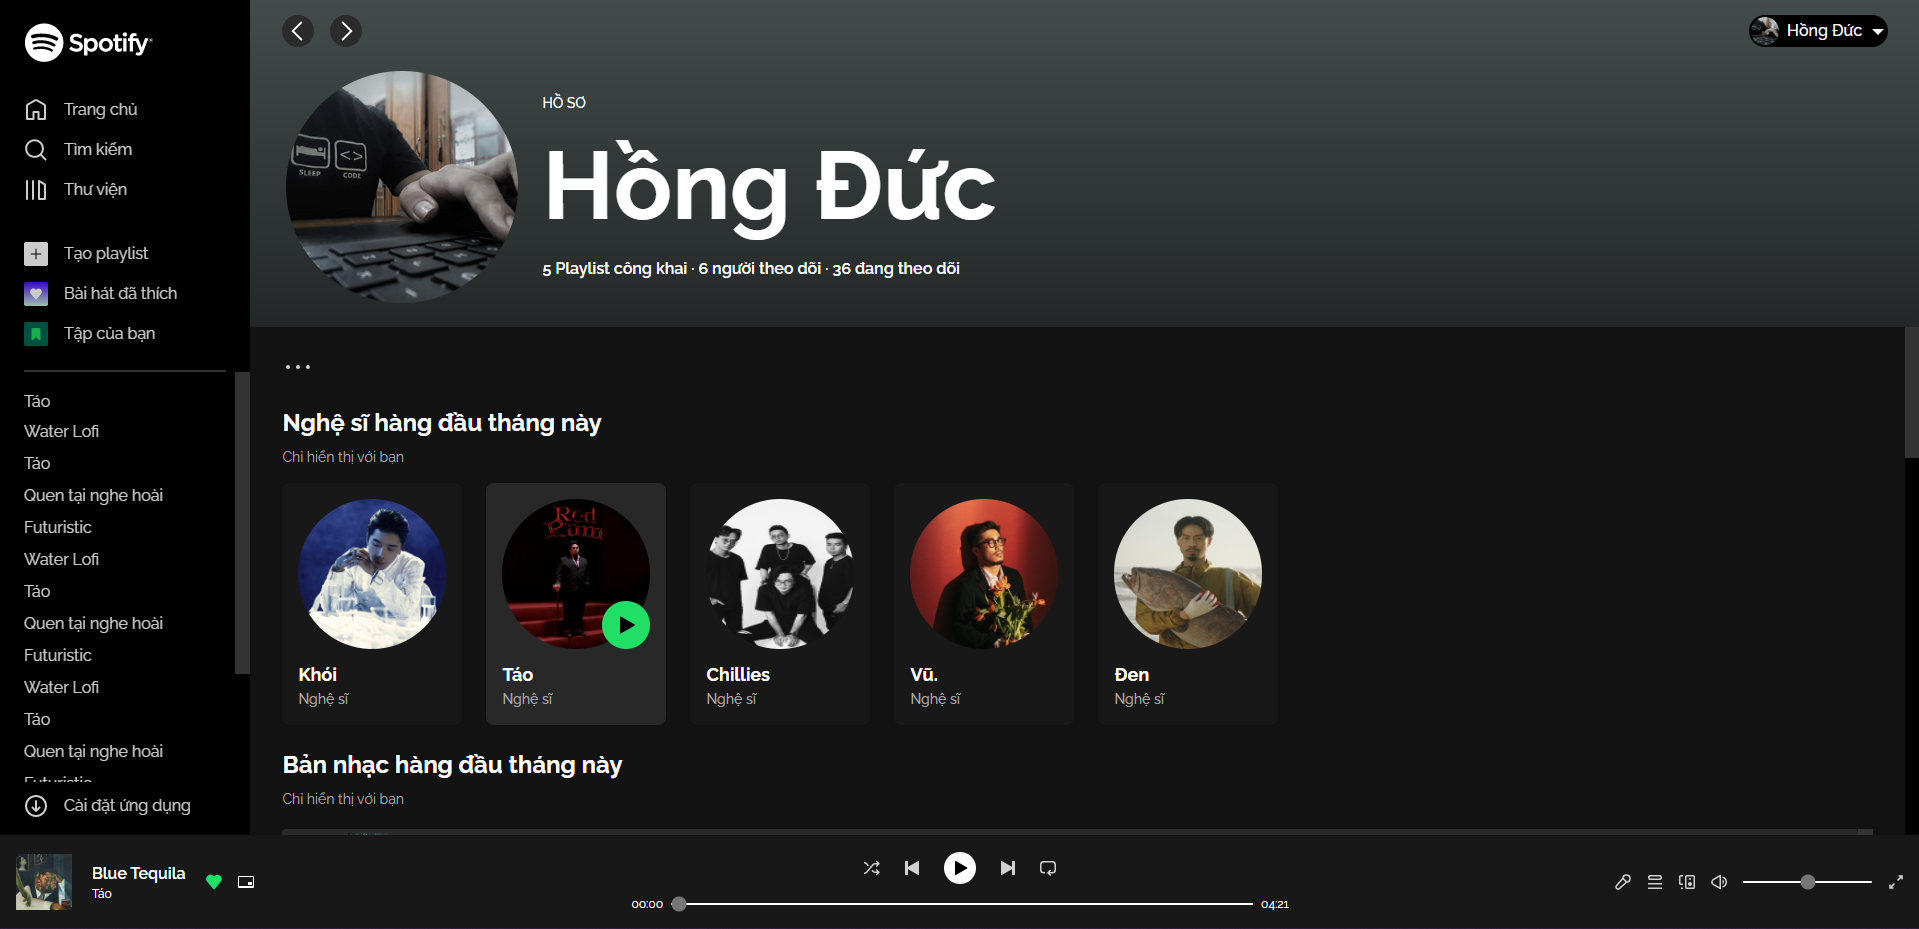 Spotify
Trang chủ
Tìm kiếm
Thư viện
Tạo playlist
Bài hát đã thích
Tập của bạn
Táo
Water Lofi
Táo
Quen tại nghe hoài
Futuristic
Water Lofi
Táo
Quen tại nghe hoài
Futuristic
Water Lofi
Táo
Quen tại nghe hoài
Futuristic
Cài đặt ứng dụng
Hồng Đức
SLEEP
<>
CODE
HỒ SƠ
Hồng Đức
5 Playlist công khai · 6 người theo dõi · 36 đang theo dõi
Nghệ sĩ hàng đầu tháng này
Chỉ hiển thị với bạn
Red
Rum
Khói
Nghệ sĩ
Táo
Nghệ sĩ
Chillies
Nghệ sĩ
Vũ.
Nghệ sĩ
Đen
Nghệ sĩ
Bản nhạc hàng đầu tháng này
Chỉ hiển thị với bạn
Blue Tequila
Táo
00:00
04:21